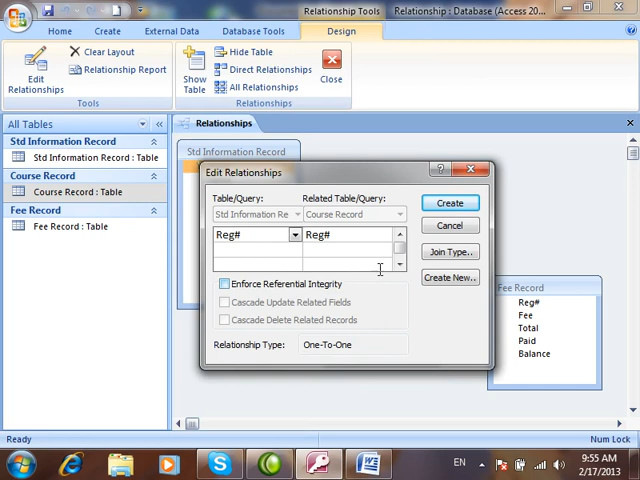 Relationship Tools
Relationship : Database (Access 20...
Home
Create
External Data
Database Tools
Design
Edit
Relationships
Clear Layout
Relationship Report
Tools
Show
Table
Hide Table
Direct Relationships
All Relationships
Close
Relationships
All Tables
Std Information Record
Std Information Record : Table
Course Record
Course Record : Table
Fee Record
Fee Record : Table
Relationships
Std Information Record
Edit Relationships
?
Table/Query:
Related Table/Query:
Std Information Re
Course Record
Reg#
Reg#
Create
Cancel
Join Type..
Create New..
Enforce Referential Integrity
Cascade Update Related Fields
Cascade Delete Related Records
Relationship Type:
One-To-One
Fee Record
Reg#
Fee
Total
Paid
Balance
Ready
Num Lock
EN
9:55 AM
2/17/2013